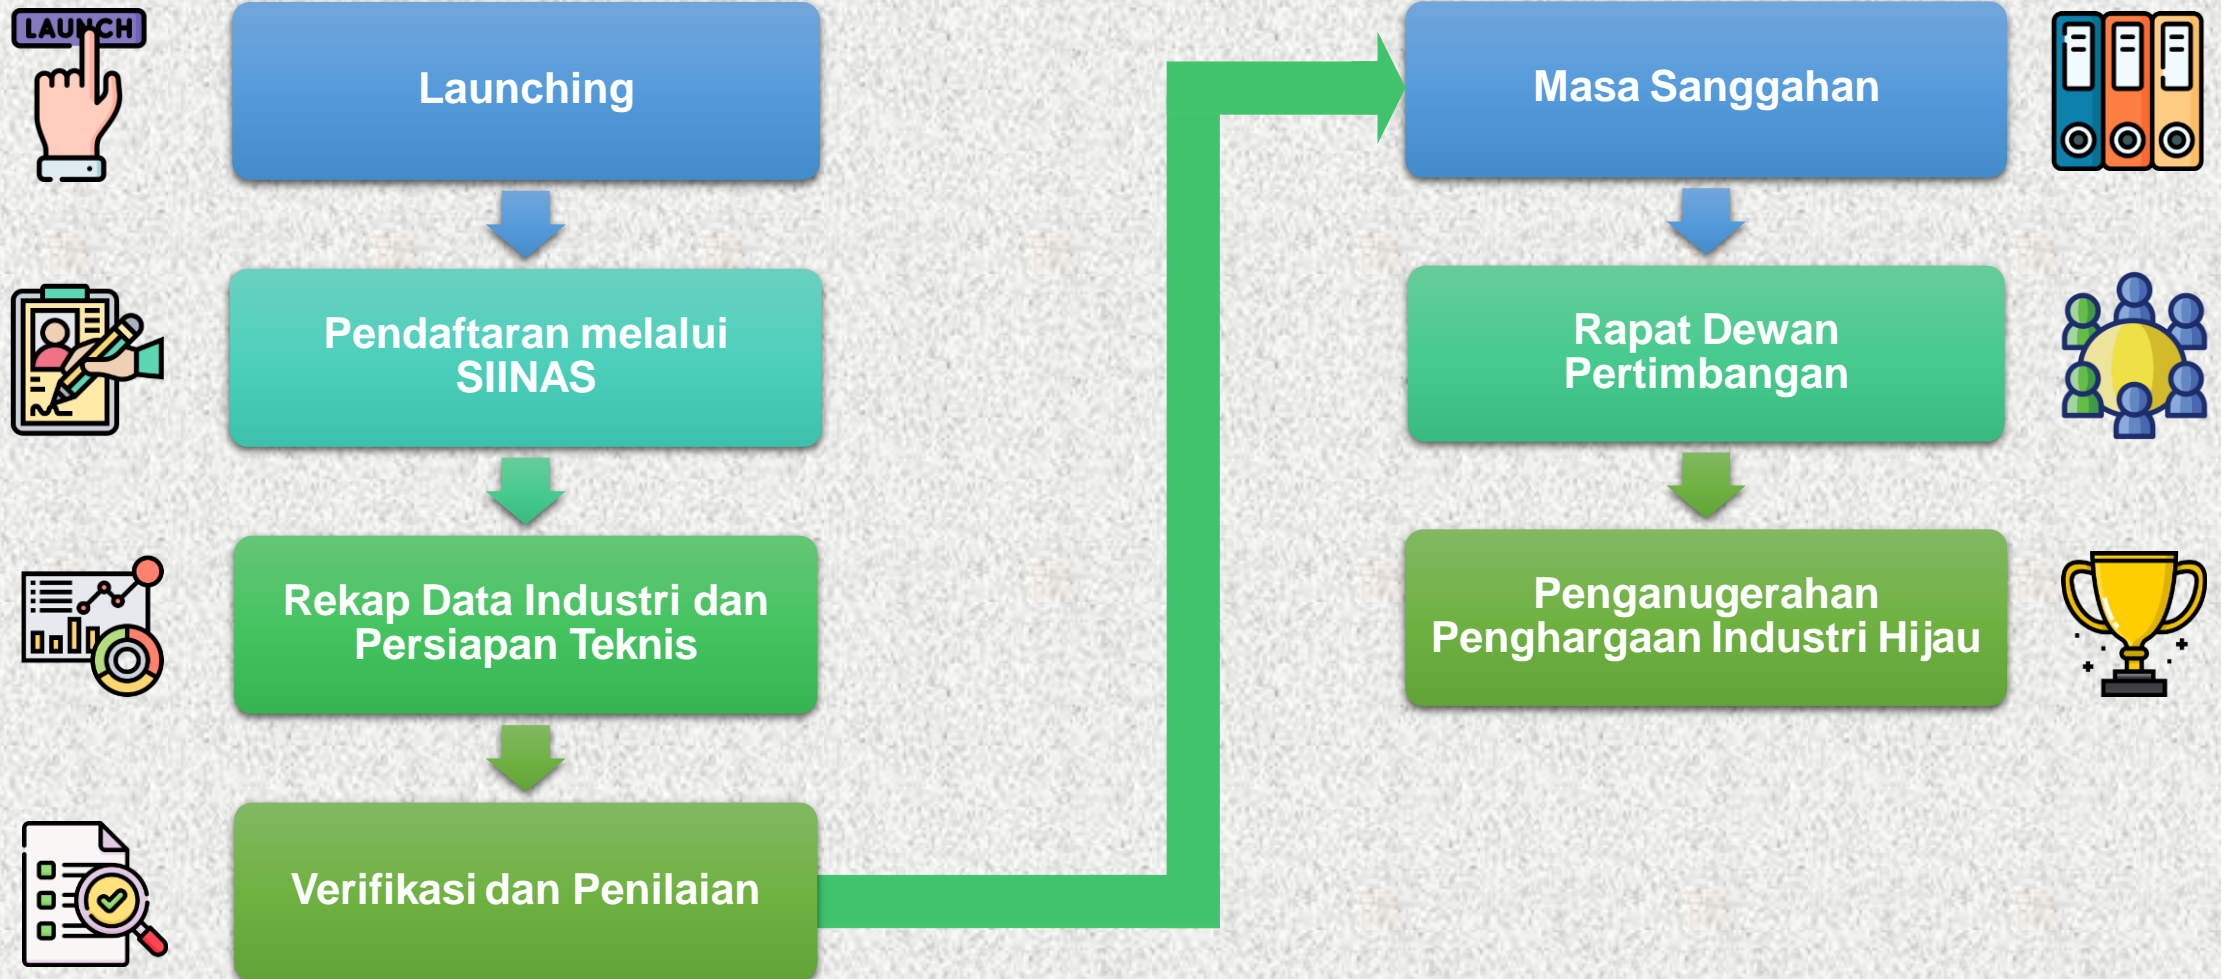 LAUNCH
Launching
Pendaftaran melalui
SIINAS
Rekap Data Industri dan
Persiapan Teknis
Verifikasi dan Penilaian
Masa Sanggahan
Rapat Dewan
Pertimbangan
Penganugerahan
Penghargaan Industri Hijau